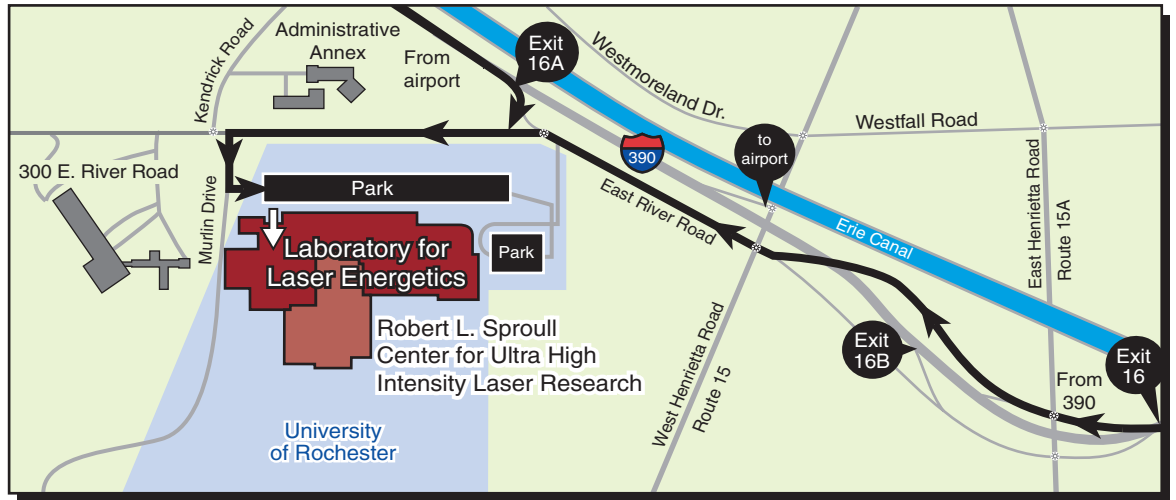 Kendrick Road
Administrative
Annex
From
airport
Exit
16A
Westmoreland Dr.
Westfall Road
to
airport
390
300 E. River Road
Park
East River Road
Murlin Drive
Laboratory for
Laser Energetics
Park
Erie Canal
East Henrietta Road
Route 15A
Robert L. Sproull
Center for Ultra High
Intensity Laser Research
West Henrietta Road
Route 15
Exit
16B
From
390
Exit
16
University
of Rochester